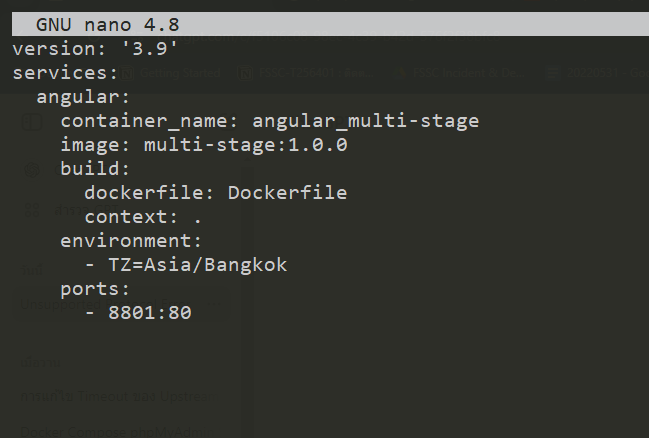 GNU nano 4.8
version: '3.9'
services:
  angular:
    container_name: angular_multi-stage
    image: multi-stage:1.0.0
    build:
      dockerfile: Dockerfile
      context: .
    environment:
      - TZ=Asia/Bangkok
    ports:
      - 8801:80